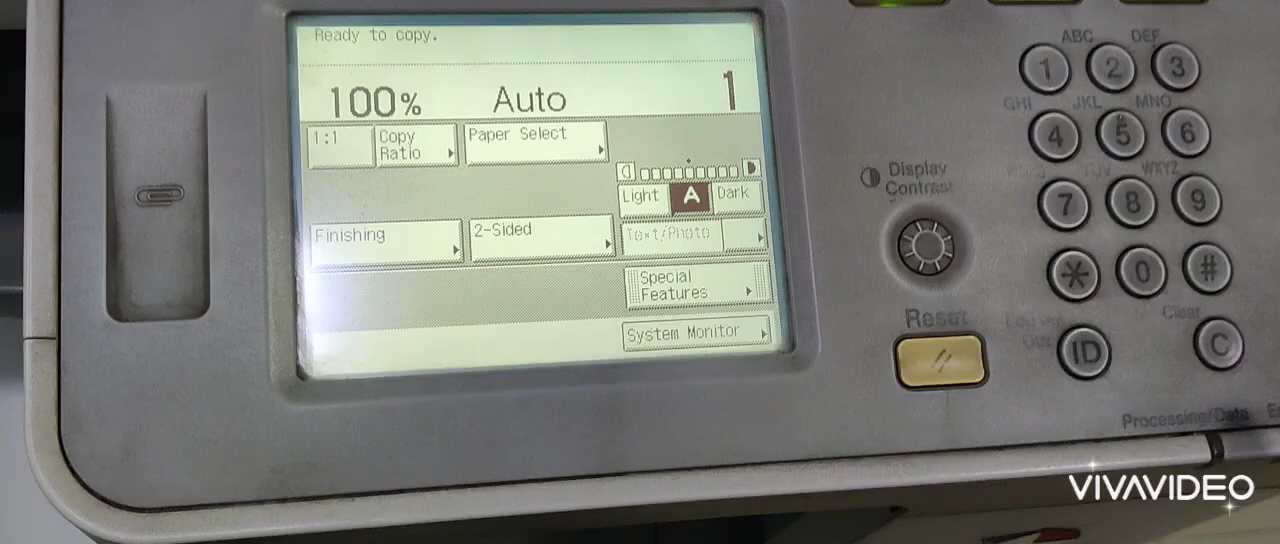 Ready to copy.
100% Auto 1
1:1 Copy Ratio Paper Select
Light A Dark
Finishing 2-Sided Text/Photo
Special Features
System Monitor
Display Contrast
Reset
ABC DEF
1 2 3
GHI JKL MNO
4 5 6
TUV WXYZ
7 8 9
* 0 #
Clear
ID C
Processing/Data
VIVAVIDEO